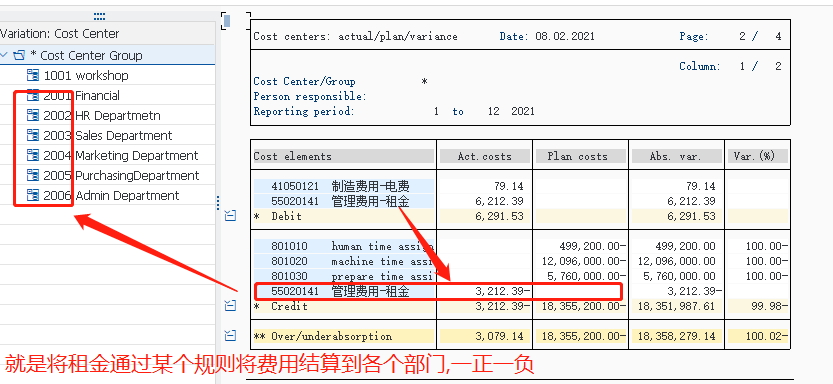 Variation: Cost Center
* Cost Center Group
1001 workshop
2001 Financial
2002 HR Departmetn
2003 Sales Department
2004 Marketing Department
2005 PurchasingDepartment
2006 Admin Department
Cost centers: actual/plan/variance Date: 08.02.2021 Page: 2 / 4
Column: 1 / 2
Cost Center/Group *
Person responsible:
Reporting period: 1 to 12 2021
Cost elements Act.costs Plan costs Abs. var. Var.(%)
41050121 制造费用-电费 79.14 79.14
55020141 管理费用-租金 6,212.39 6,212.39
* Debit 6,291.53 6,291.53
801010 human time assig 499,200.00- 499,200.00 100.00-
801020 machine time assi 12,096,000.00- 12,096,000.00 100.00-
801030 prepare time assi 5,760,000.00- 5,760,000.00 100.00-
55020141 管理费用-租金 3,212.39- 3,212.39-
* Credit 3,212.39- 18,355,200.00- 18,351,987.61 99.98-
** Over/underabsorption 3,079.14 18,355,200.00- 18,358,279.14 100.02-
就是将租金通过某个规则将费用结算到各个部门,一正一负